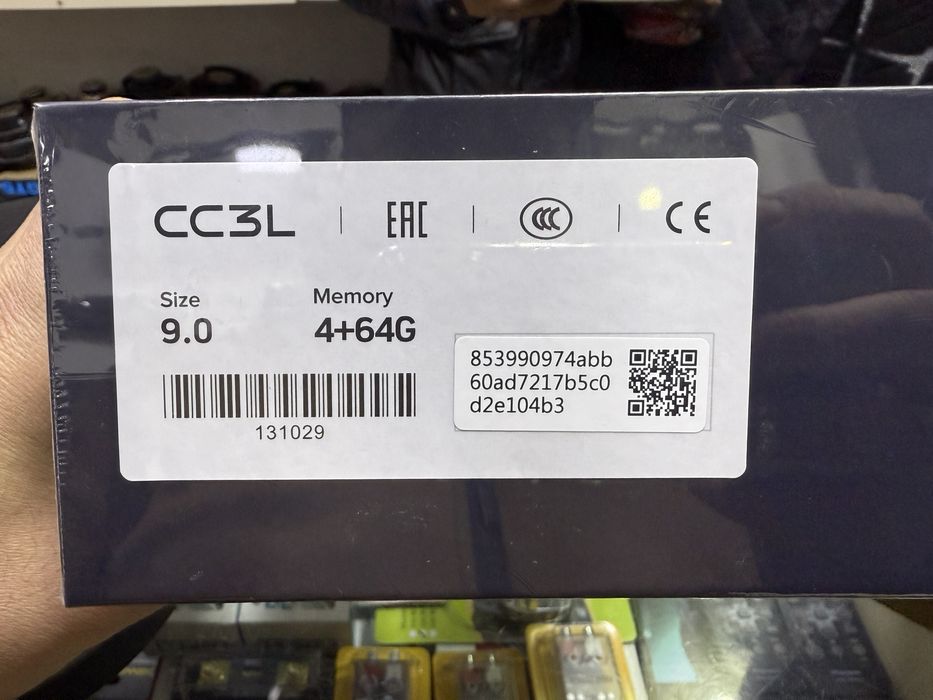 CC3L | EAC | CCC | CE
Size Memory
9.0 4+64G
853990974abb
60ad7217b5c0
d2e104b3
131029